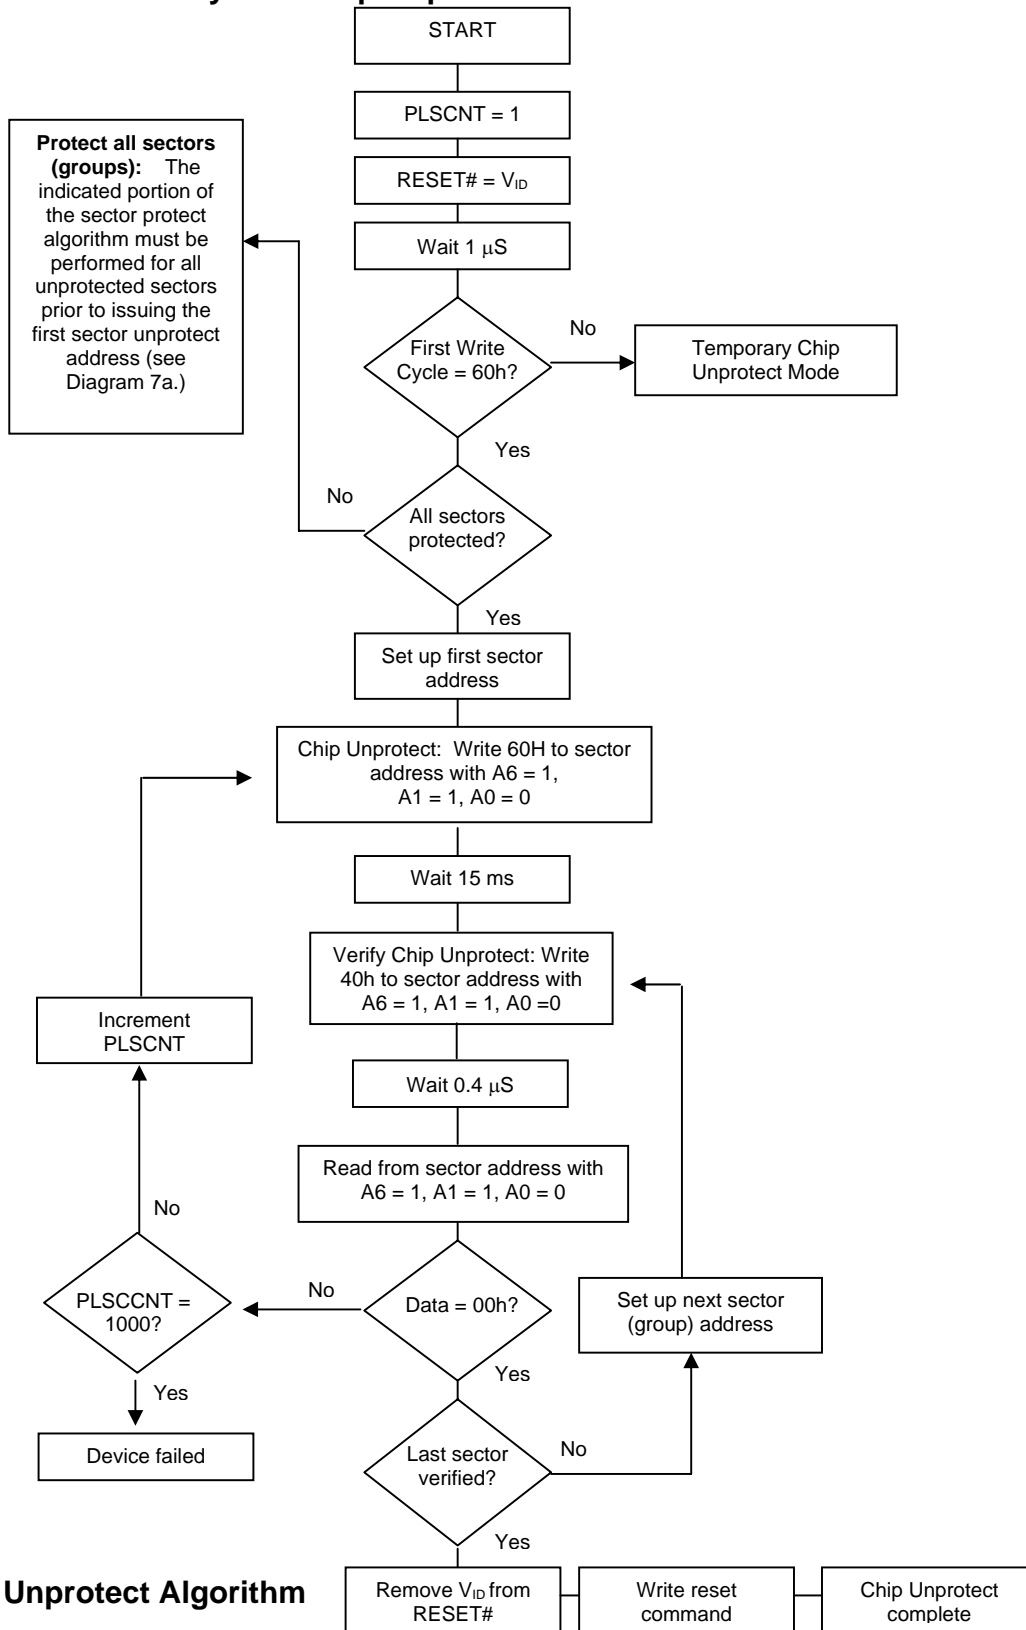 START
PLSCNT = 1
RESET# = VID
Wait 1 μS
Protect all sectors
(groups): The
indicated portion of
the sector protect
algorithm must be
performed for all
unprotected sectors
prior to issuing the
first sector unprotect
address (see
Diagram 7a.)
First Write
Cycle = 60h?
No
Temporary Chip
Unprotect Mode
Yes
No
All sectors
protected?
Yes
Set up first sector
address
Chip Unprotect: Write 60H to sector
address with A6 = 1,
A1 = 1, A0 = 0
Wait 15 ms
Verify Chip Unprotect: Write
40h to sector address with
A6 = 1, A1 = 1, A0 =0
Increment
PLSCNT
Wait 0.4 μS
Read from sector address with
A6 = 1, A1 = 1, A0 = 0
No
PLSCCNT =
1000?
No
Data = 00h?
Set up next sector
(group) address
Yes
Yes
Device failed
Last sector
verified?
No
Yes
Unprotect Algorithm
Remove VID from
RESET#
Write reset
command
Chip Unprotect
complete